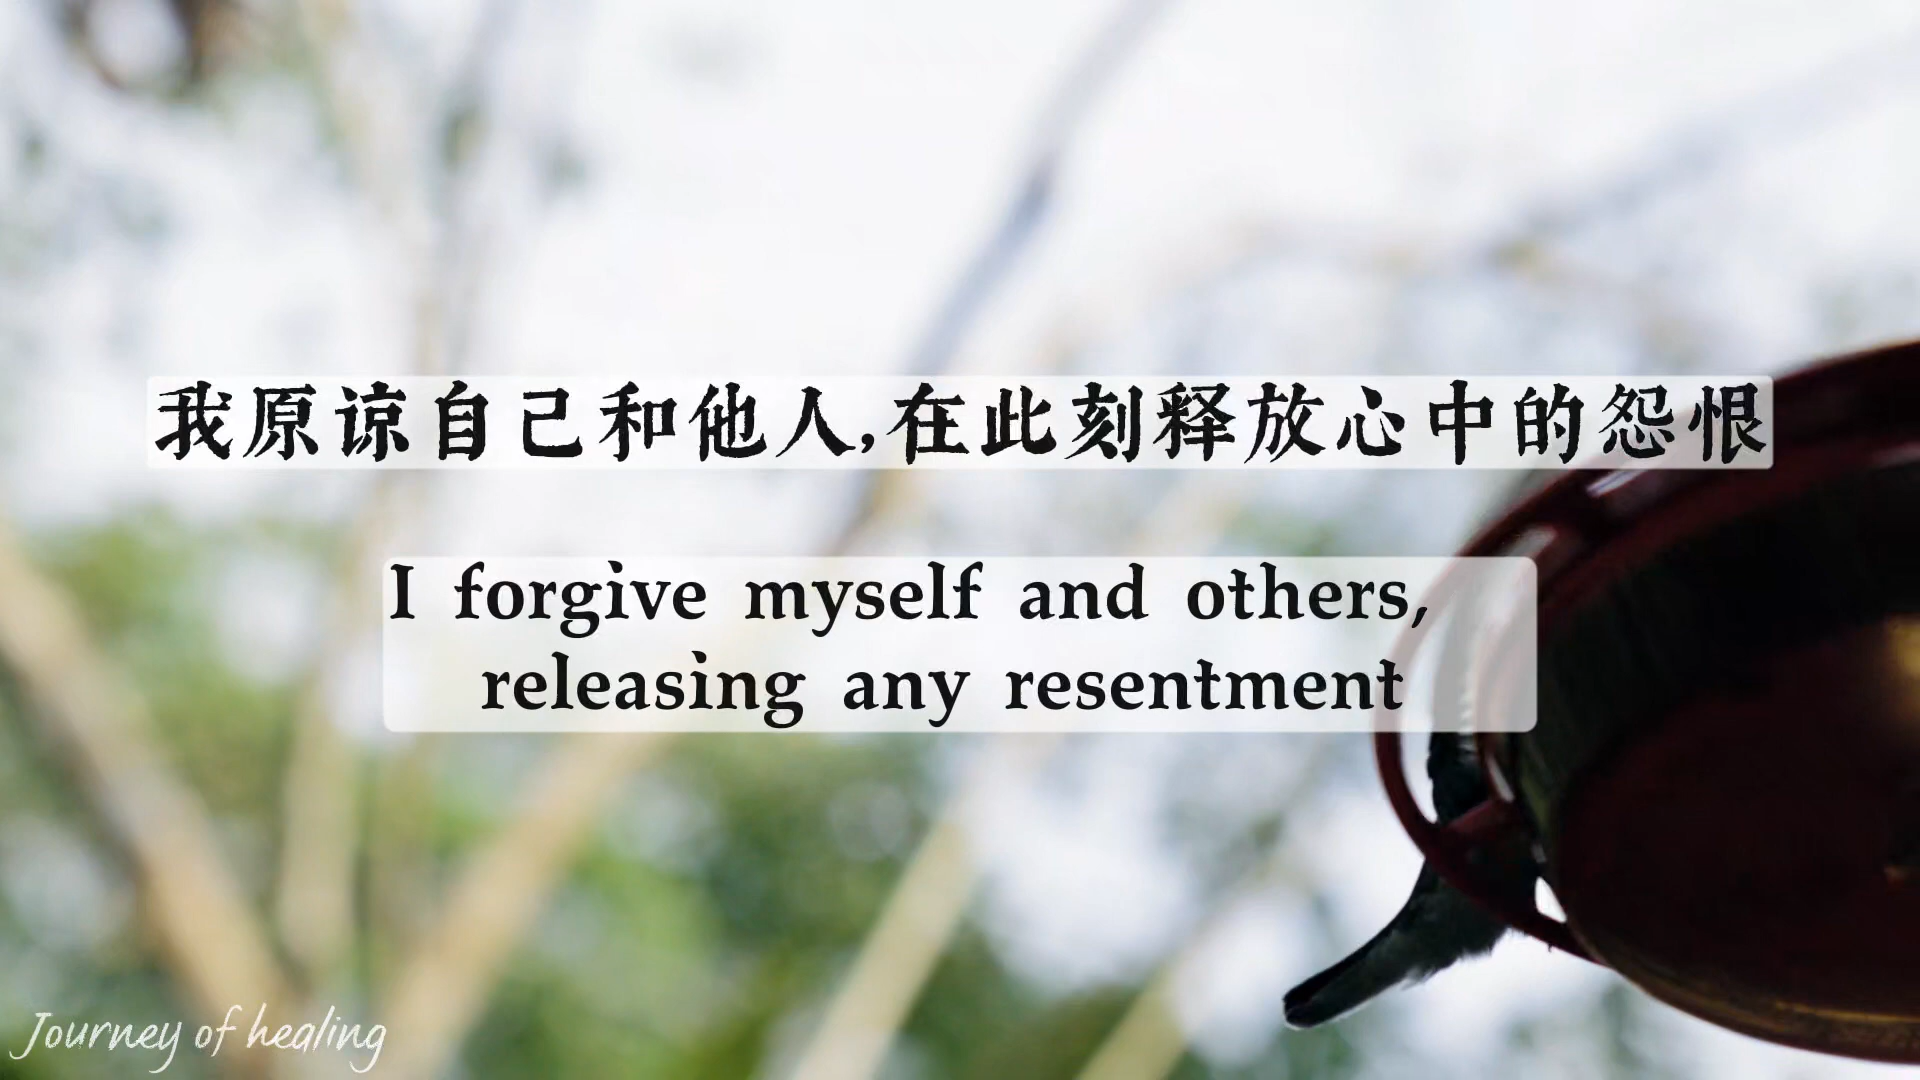 我原谅自己和他人,在此刻释放心中的怨恨
I forgive myself and others,
releasing any resentment
Journey of healing